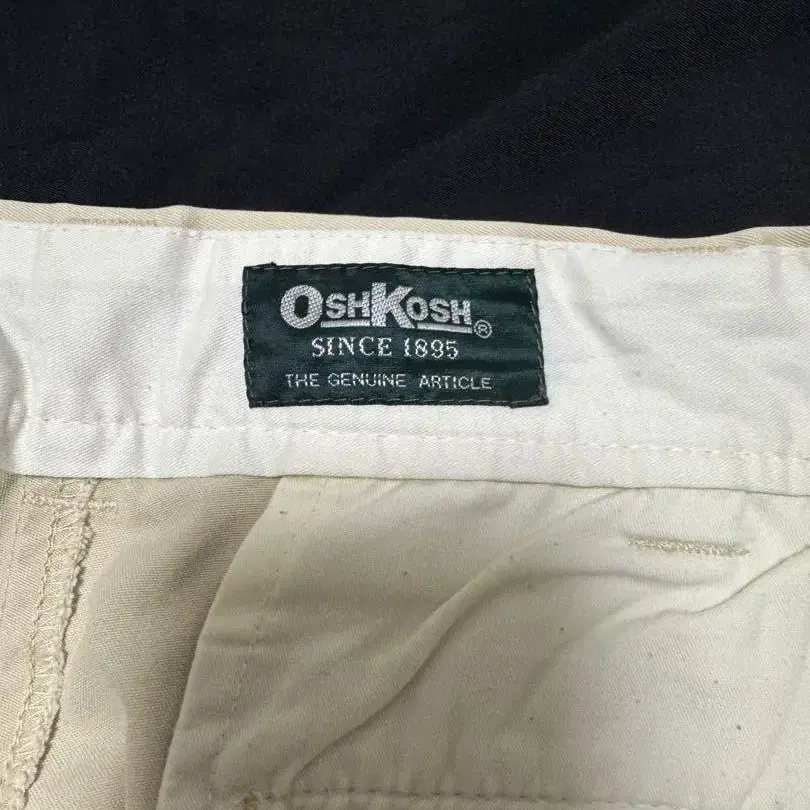 OSHKOSH®
SINCE 1895
THE GENUINE ARTICLE